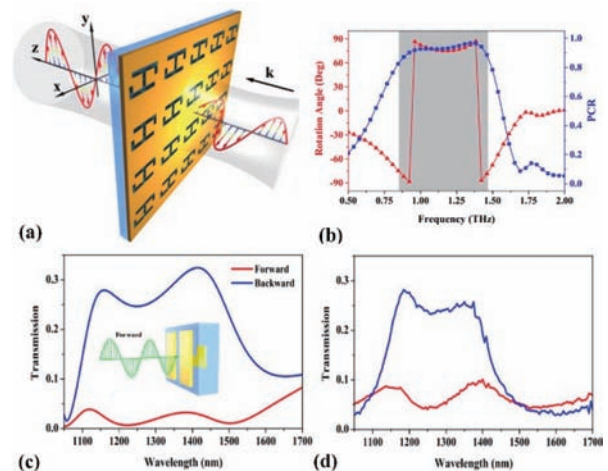 y
z
x
k
(a)
90
60
30
0
-30
-60
-90
Rotation Angle (Deg)
1.0
0.8
0.6
0.4
0.2
0.0
PCR
0.50 0.75 1.00 1.25 1.50 1.75 2.00
Frequency (THz)
(b)
0.3
0.2
0.1
0.0
Transmission
Forward
Backward
Forward
1100 1200 1300 1400 1500 1600 1700
Wavelength (nm)
(c)
0.3
0.2
0.1
0.0
Transmission
1100 1200 1300 1400 1500 1600 1700
Wavelength (nm)
(d)